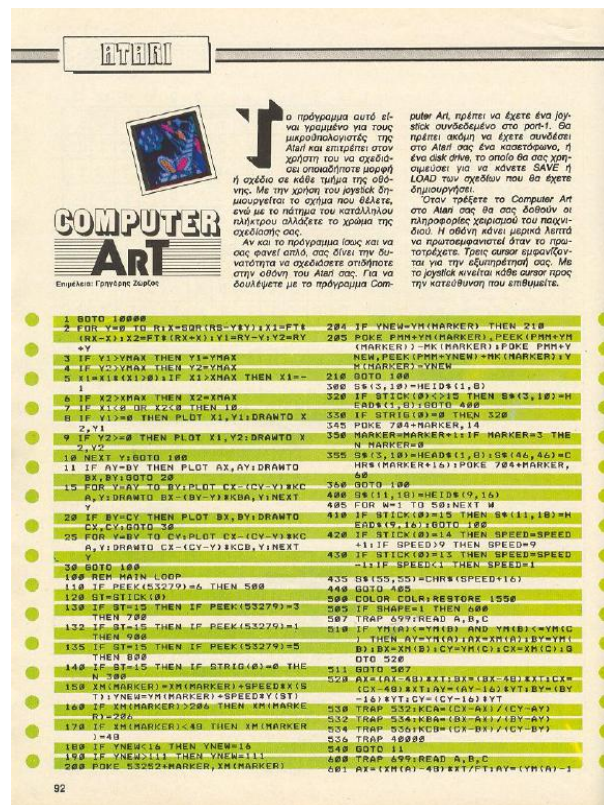 ATARI
Το πρόγραμμα αυτό εί-
ναι γραμμένο για τους
μικροϋπολογιστές της
Atari και επιτρέπει στον
χρήστη του να σχεδιά-
σει οποιαδήποτε μορφή
ή σχέδιο σε κάθε τμήμα της οθό-
νης. Με την χρήση του joystick δη-
μιουργείται το σχήμα που θέλετε,
ενώ με το πάτημα του κατάλληλου
πλήκτρου αλλάζετε το χρώμα της
σχεδίασής σας.
Αν και το πρόγραμμα ίσως και να
σας φανεί απλό, σας δίνει την δυ-
νατότητα να σχεδιάσετε οτιδήποτε
στην οθόνη του Atari σας. Για να
δουλέψετε με το πρόγραμμα Com-
puter Art, πρέπει να έχετε ένα joy-
stick συνδεδεμένο στο port-1. Θα
πρέπει ακόμη να έχετε συνδέσει
στο Atari σας ένα κασετόφωνο, ή
ένα disk drive, το οποίο θα σας χρη-
σιμεύσει για να κάνετε SAVE ή
LOAD των σχεδίων που θα έχετε
δημιουργήσει.
Όταν τρέξετε το Computer Art
στο Atari σας θα σας δοθούν οι
πληροφορίες χειρισμού του παιχνι-
διού. Η οθόνη κάνει μερικά λεπτά
να πρωτοεμφανιστεί όταν το πρω-
τοτρέχετε. Τρεις cursor εμφανίζον-
ται για την εξυπηρέτησή σας. Με
το joystick κινείται κάθε cursor προς
την κατεύθυνση που επιθυμείτε.
COMPUTER
ART
Επιμέλεια: Γρηγόρης Ζώρζος
1 GOTO 10000
2 FOR Y=0 TO R:X=SQR(RS-Y*Y):X1=FT*
(RX-X):X2=FT*(RX+X):Y1=RY-Y:Y2=RY
+Y
3 IF Y1>YMAX THEN Y1=YMAX
4 IF Y2>YMAX THEN Y2=YMAX
5 X1=X1*(X1>0):IF X1>XMAX THEN X1=-
1
6 IF X2>XMAX THEN X2=XMAX
7 IF X1<0 OR X2<0 THEN 10
8 IF Y1>=0 THEN PLOT X1,Y1:DRAWTO X
2,Y1
9 IF Y2>=0 THEN PLOT X1,Y2:DRAWTO X
2,Y2
10 NEXT Y:GOTO 100
11 IF AY=BY THEN PLOT AX,AY:DRAWTO
BX,BY:GOTO 20
15 FOR Y=AY TO BY:PLOT CX-(CY-Y)*KC
A,Y:DRAWTO BX-(BY-Y)*KBA,Y:NEXT
Y
20 IF BY=CY THEN PLOT BX,BY:DRAWTO
CX,CY:GOTO 30
25 FOR Y=BY TO CY:PLOT CX-(CY-Y)*KC
A,Y:DRAWTO CX-(CY-Y)*KCB,Y:NEXT
Y
30 GOTO 100
100 REM MAIN LOOP
110 IF PEEK(53279)=6 THEN 500
120 ST=STICK(0)
130 IF ST=15 THEN IF PEEK(53279)=3
THEN 700
132 IF ST=15 THEN IF PEEK(53279)=1
THEN 900
135 IF ST=15 THEN IF PEEK(53279)=5
THEN 800
140 IF ST=15 THEN IF STRIG(0)=0 THE
N 300
150 XM(MARKER)=XM(MARKER)+SPEED*X(S
T):YNEW=YM(MARKER)+SPEED*Y(ST)
160 IF XM(MARKER)>206 THEN XM(MARKE
R)=206
170 IF XM(MARKER)<48 THEN XM(MARKER
)=48
180 IF YNEW<16 THEN YNEW=16
190 IF YNEW>111 THEN YNEW=111
200 POKE 53252+MARKER,XM(MARKER)
204 IF YNEW=YM(MARKER) THEN 210
205 POKE PMM+YM(MARKER),PEEK(PMM+YM
(MARKER))-MK(MARKER):POKE PMM+Y
NEW,PEEK(PMM+YNEW)+MK(MARKER):Y
M(MARKER)=YNEW
210 GOTO 100
300 S$(3,10)=HEID$(1,8)
320 IF STICK(0)<>15 THEN S$(3,10)=H
EAD$(1,8):GOTO 400
330 IF STRIG(0)=0 THEN 320
345 POKE 704+MARKER,14
350 MARKER=MARKER+1:IF MARKER=3 THE
N MARKER=0
355 S$(3,10)=HEAD$(1,8):S$(46,46)=C
HR$(MARKER+16):POKE 704+MARKER,
60
360 GOTO 100
400 S$(11,18)=HEID$(9,16)
405 FOR W=1 TO 50:NEXT W
410 IF STICK(0)=15 THEN S$(11,18)=H
EAD$(9,16):GOTO 100
420 IF STICK(0)=14 THEN SPEED=SPEED
+1:IF SPEED>9 THEN SPEED=9
430 IF STICK(0)=13 THEN SPEED=SPEED
-1:IF SPEED<1 THEN SPEED=1
435 S$(55,55)=CHR$(SPEED+16)
440 GOTO 405
500 COLOR COLR:RESTORE 1550
505 IF SHAPE=1 THEN 600
507 TRAP 699:READ A,B,C
510 IF YM(A)<=YM(B) AND YM(B)<=YM(C
) THEN AY=YM(A):AX=XM(A):BY=YM(
B):BX=XM(B):CY=YM(C):CX=XM(C):G
OTO 520
511 GOTO 507
520 AX=(AX-48)*XT:BX=(BX-48)*XT:CX=
(CX-48)*XT:AY=(AY-16)*YT:BY=(BY
-16)*YT:CY=(CY-16)*YT
530 TRAP 532:KCA=(CX-AX)/(CY-AY)
532 TRAP 534:KBA=(BX-AX)/(BY-AY)
534 TRAP 536:KCB=(CX-BX)/(CY-BY)
536 TRAP 40000
540 GOTO 11
600 TRAP 699:READ A,B,C
601 AX=(XM(A)-48)*XT/FT:AY=(YM(A)-1
92